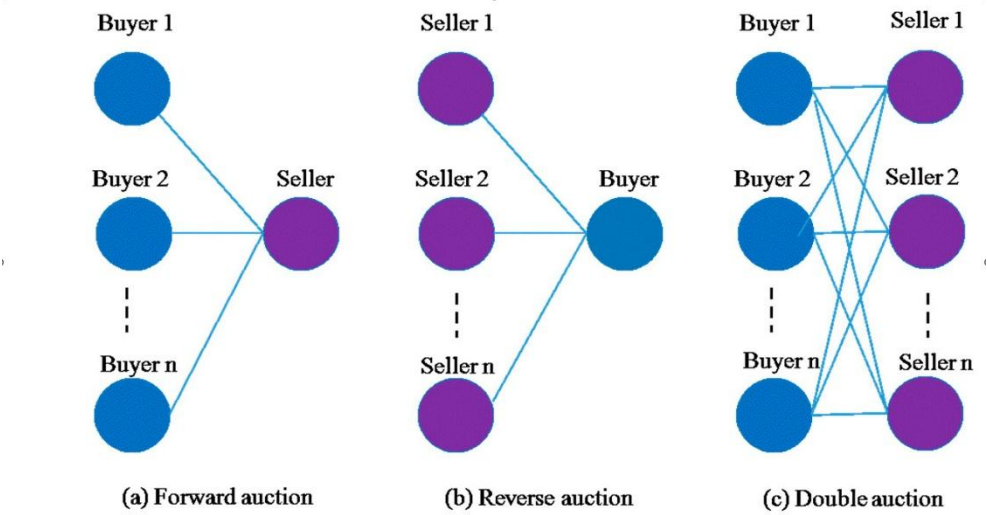 Buyer 1
Buyer 2
Seller
Buyer n
(a) Forward auction
Seller 1
Seller 2
Buyer
Seller n
(b) Reverse auction
Buyer 1
Seller 1
Buyer 2
Seller 2
Buyer n
Seller n
(c) Double auction